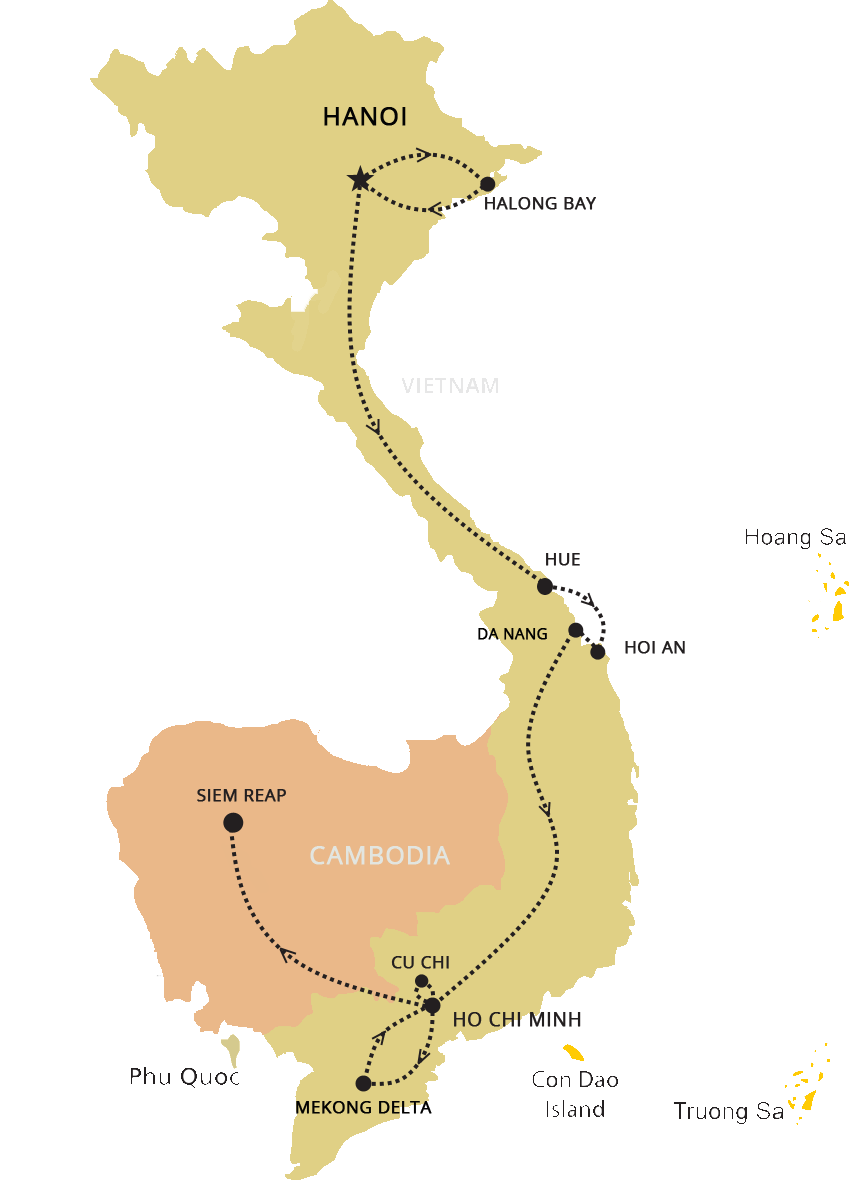 HANOI
HALONG BAY
VIETNAM
Hoang Sa
HUE
DA NANG
HOI AN
SIEM REAP
CAMBODIA
CU CHI
HO CHI MINH
Phu Quoc
Con Dao
Island
MEKONG DELTA
Truong Sa